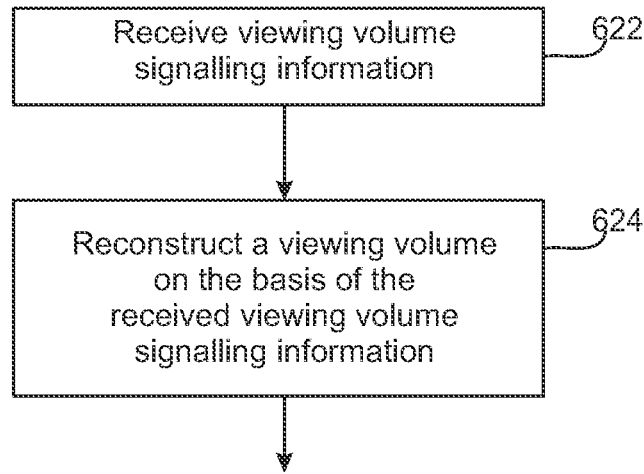 Receive viewing volume
signalling information
622
Reconstruct a viewing volume
on the basis of the
received viewing volume
signalling information
624